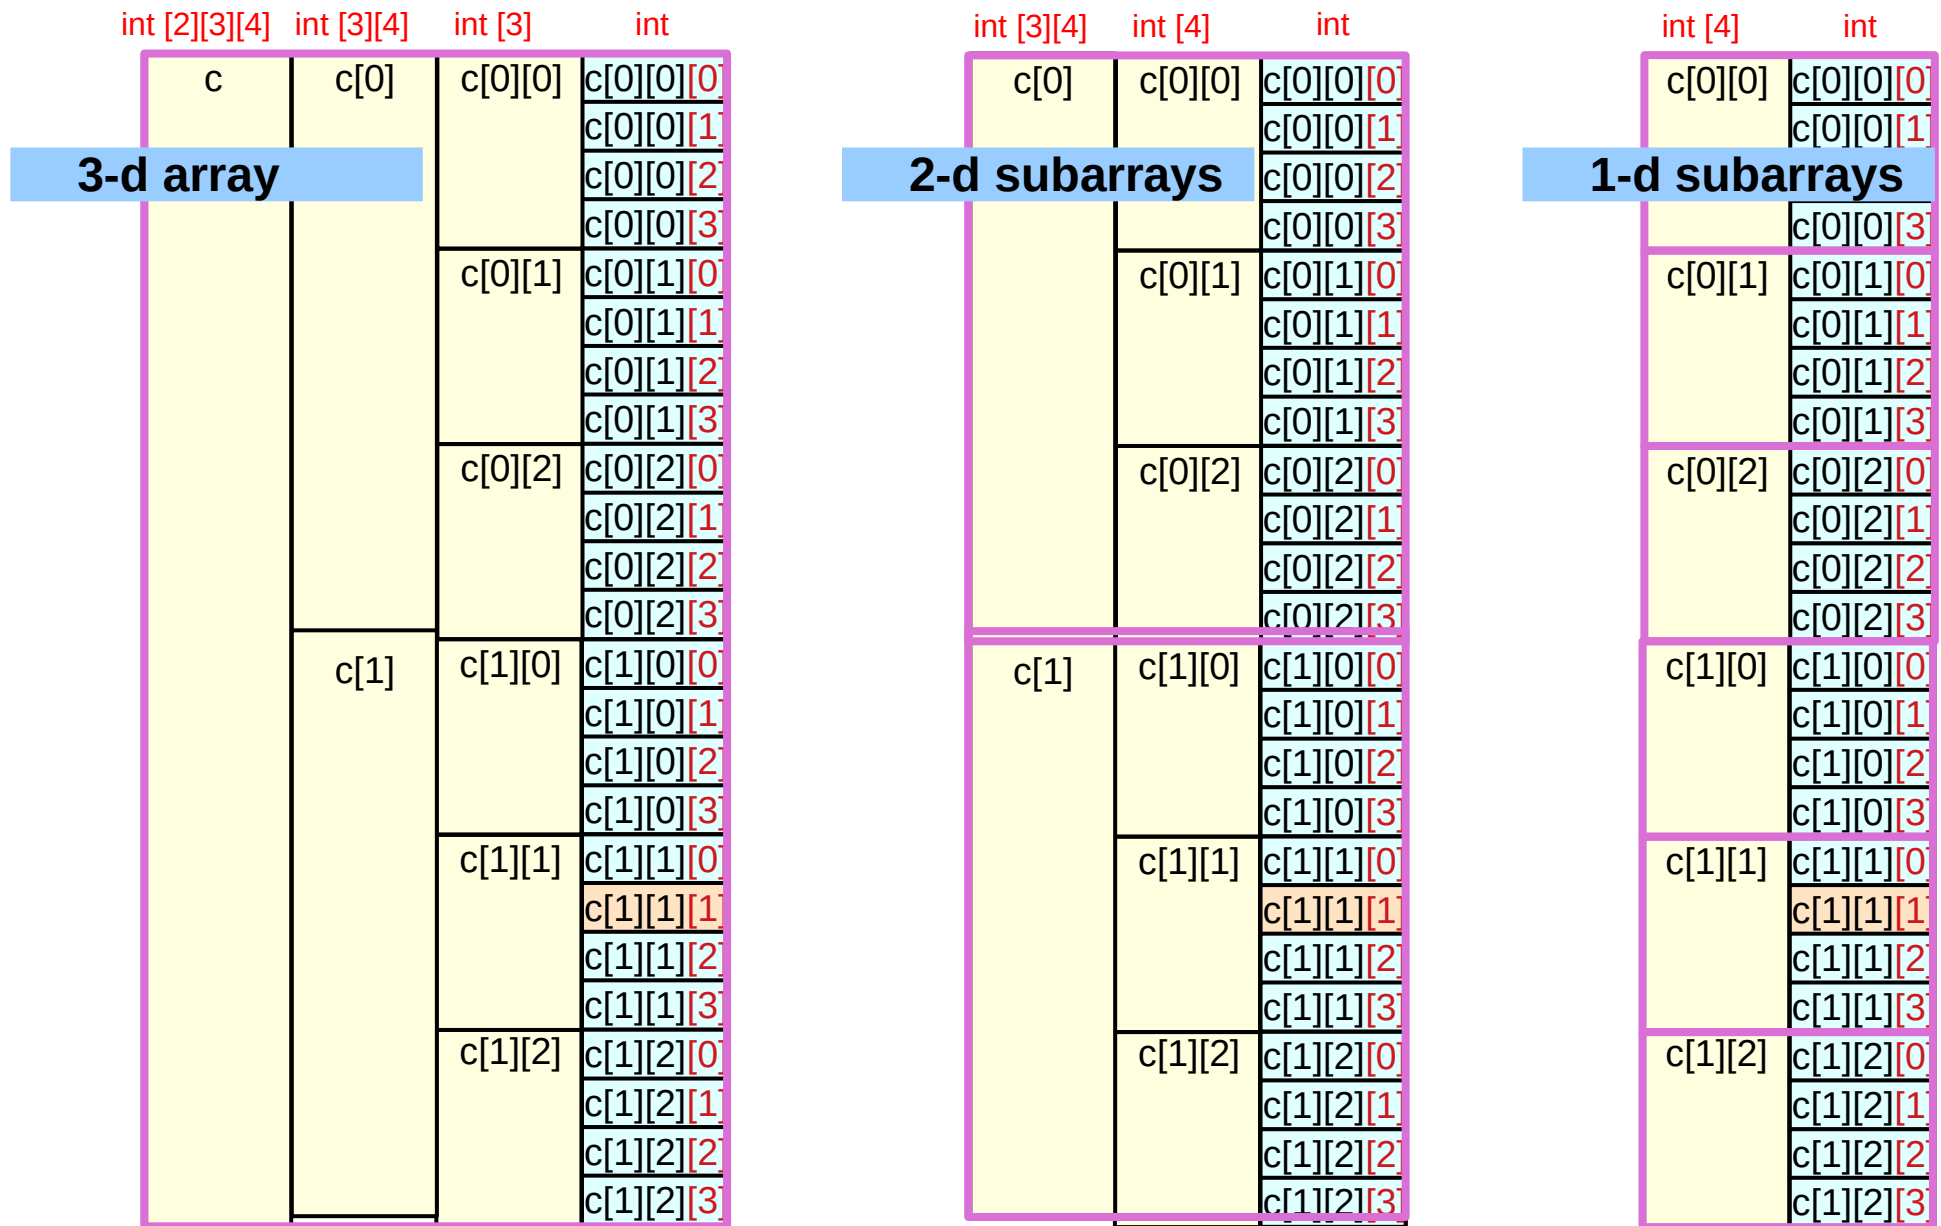 int [2][3][4] int [3][4] int [3] int
c c[0] c[0][0] c[0][0][0]
c[0][0][1]
3-d array c[0][0][2]
c[0][0][3]
c[0][1] c[0][1][0]
c[0][1][1]
c[0][1][2]
c[0][1][3]
c[0][2] c[0][2][0]
c[0][2][1]
c[0][2][2]
c[0][2][3]
c[1] c[1][0] c[1][0][0]
c[1][0][1]
c[1][0][2]
c[1][0][3]
c[1][1] c[1][1][0]
c[1][1][1]
c[1][1][2]
c[1][1][3]
c[1][2] c[1][2][0]
c[1][2][1]
c[1][2][2]
c[1][2][3]
int [3][4] int [4] int
c[0] c[0][0] c[0][0][0]
c[0][0][1]
2-d subarrays c[0][0][2]
c[0][0][3]
c[0][1] c[0][1][0]
c[0][1][1]
c[0][1][2]
c[0][1][3]
c[0][2] c[0][2][0]
c[0][2][1]
c[0][2][2]
c[0][2][3]
c[1] c[1][0] c[1][0][0]
c[1][0][1]
c[1][0][2]
c[1][0][3]
c[1][1] c[1][1][0]
c[1][1][1]
c[1][1][2]
c[1][1][3]
c[1][2] c[1][2][0]
c[1][2][1]
c[1][2][2]
c[1][2][3]
int [4] int
c[0][0] c[0][0][0]
c[0][0][1]
1-d subarrays
c[0][0][3]
c[0][1] c[0][1][0]
c[0][1][1]
c[0][1][2]
c[0][1][3]
c[0][2] c[0][2][0]
c[0][2][1]
c[0][2][2]
c[0][2][3]
c[1][0] c[1][0][0]
c[1][0][1]
c[1][0][2]
c[1][0][3]
c[1][1] c[1][1][0]
c[1][1][1]
c[1][1][2]
c[1][1][3]
c[1][2] c[1][2][0]
c[1][2][1]
c[1][2][2]
c[1][2][3]